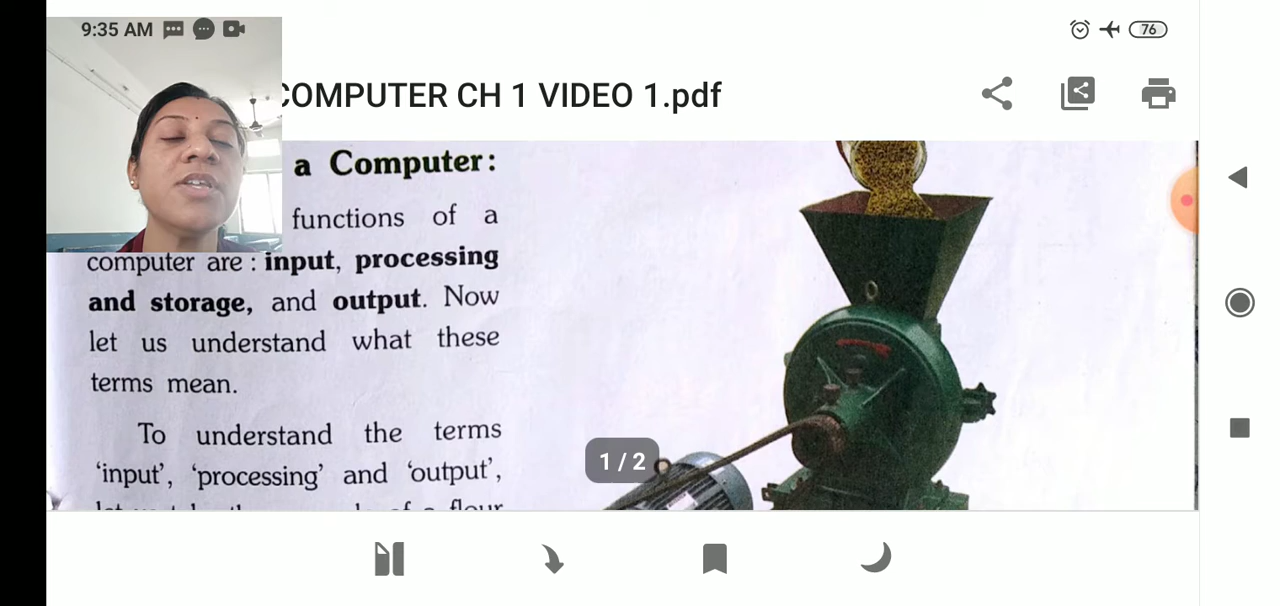 9:35 AM
76
COMPUTER CH 1 VIDEO 1.pdf
a Computer:
functions of a
computer are : input, processing
and storage, and output. Now
let us understand what these
terms mean.
To understand the terms
‘input’, ‘processing’ and ‘output’,
1 / 2